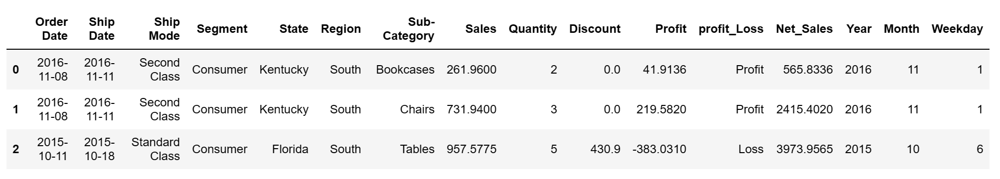 Order Date Ship Date Ship Mode Segment State Region Sub-Category Sales Quantity Discount Profit profit_Loss Net_Sales Year Month Weekday
0 2016-11-08 2016-11-11 Second Class Consumer Kentucky South Bookcases 261.9600 2 0.0 41.9136 Profit 565.8336 2016 11 1
1 2016-11-08 2016-11-11 Second Class Consumer Kentucky South Chairs 731.9400 3 0.0 219.5820 Profit 2415.4020 2016 11 1
2 2015-10-11 2015-10-18 Standard Class Consumer Florida South Tables 957.5775 5 430.9 -383.0310 Loss 3973.9565 2015 10 6